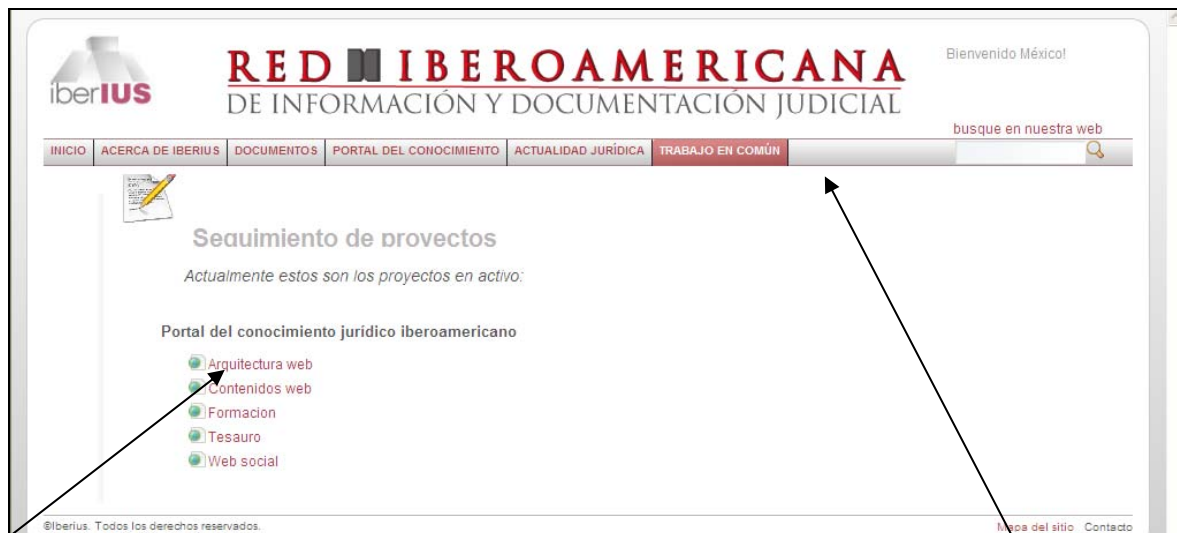 iberIUS
RED IBEROAMERICANA
DE INFORMACIÓN Y DOCUMENTACIÓN JUDICIAL
Bienvenido México!
busque en nuestra web
INICIO ACERCA DE IBERIUS DOCUMENTOS PORTAL DEL CONOCIMIENTO ACTUALIDAD JURÍDICA TRABAJO EN COMÚN
Seguimiento de proyectos
Actualmente estos son los proyectos en activo:
Portal del conocimiento jurídico iberoamericano
Arquitectura web
Contenidos web
Formacion
Tesauro
Web social
©Iberius. Todos los derechos reservados.
Mapa del sitio Contacto